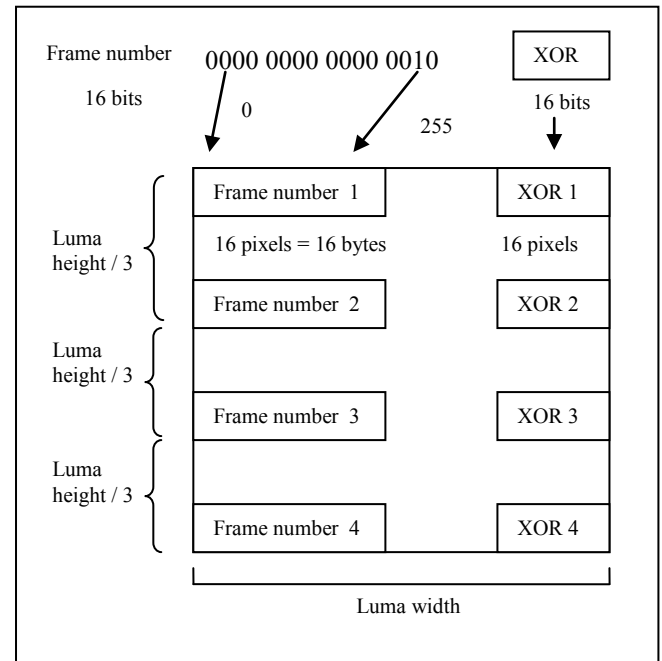 Frame number 0000 0000 0000 0010 XOR
16 bits 0 255 16 bits
Frame number 1 XOR 1
Luma
height / 3
16 pixels = 16 bytes 16 pixels
Frame number 2 XOR 2
Luma
height / 3
Frame number 3 XOR 3
Luma
height / 3
Frame number 4 XOR 4
Luma width